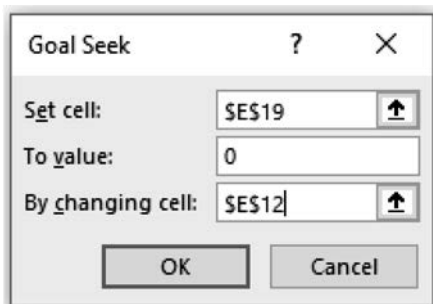 Goal Seek ? ✕
Set cell: $E$19
To value: 0
By changing cell: $E$12
OK Cancel